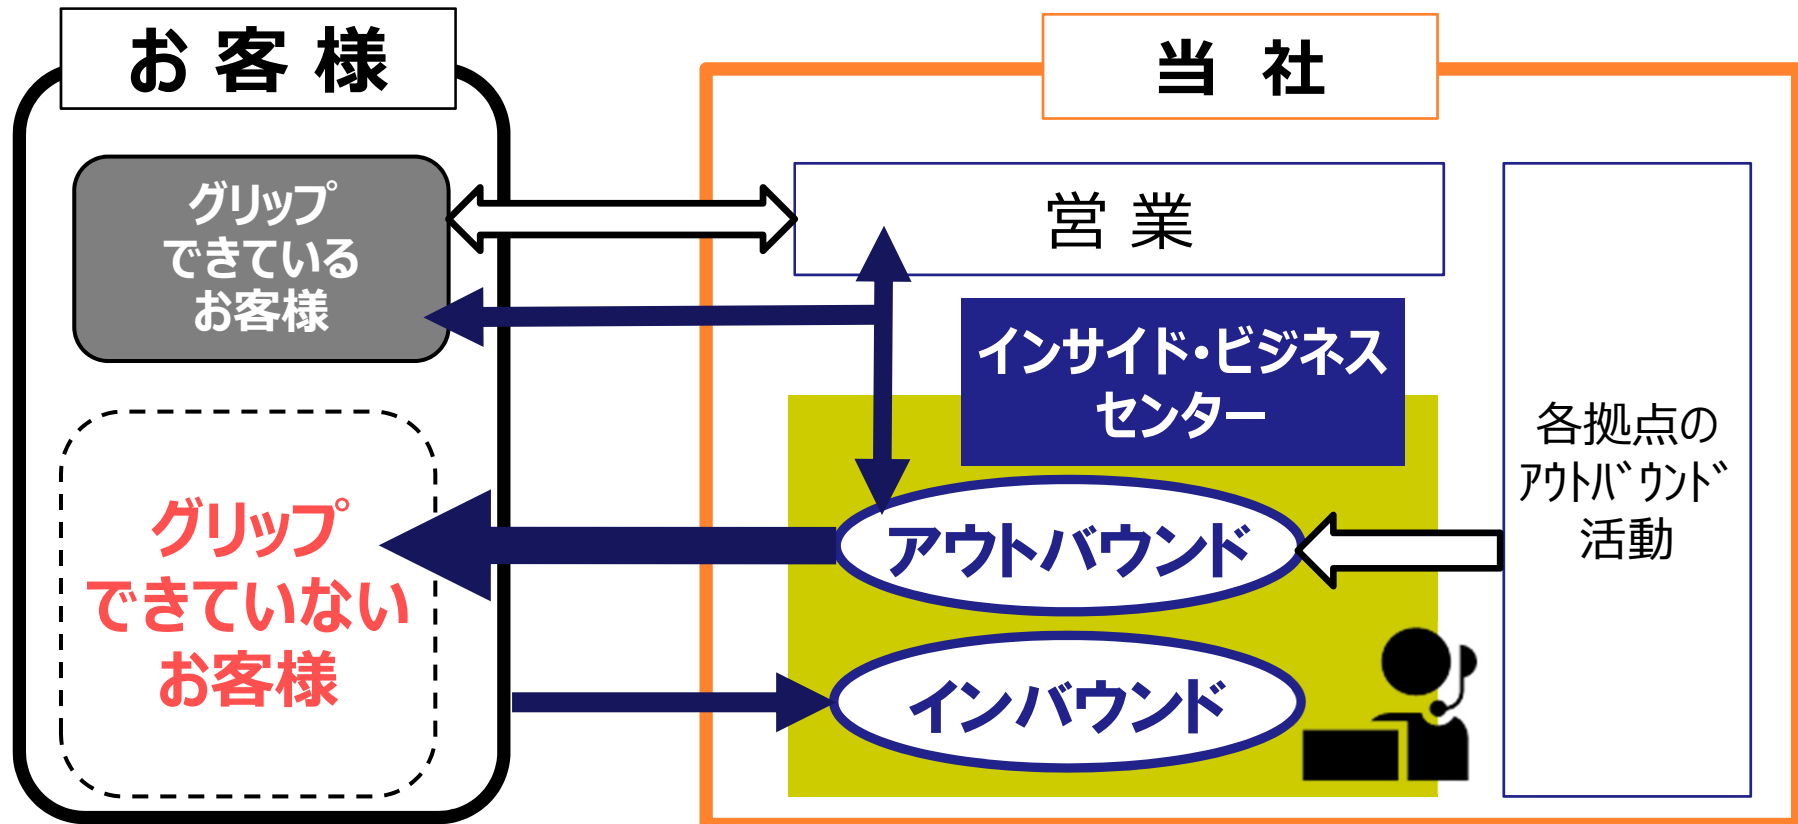 お 客 様
グリップ
できている
お客様
グリップ
できていない
お客様
当 社
営 業
インサイド・ビジネス
センター
アウトバウンド
インバウンド
各拠点の
ｱｳﾄﾊﾞｳﾝﾄﾞ
活動